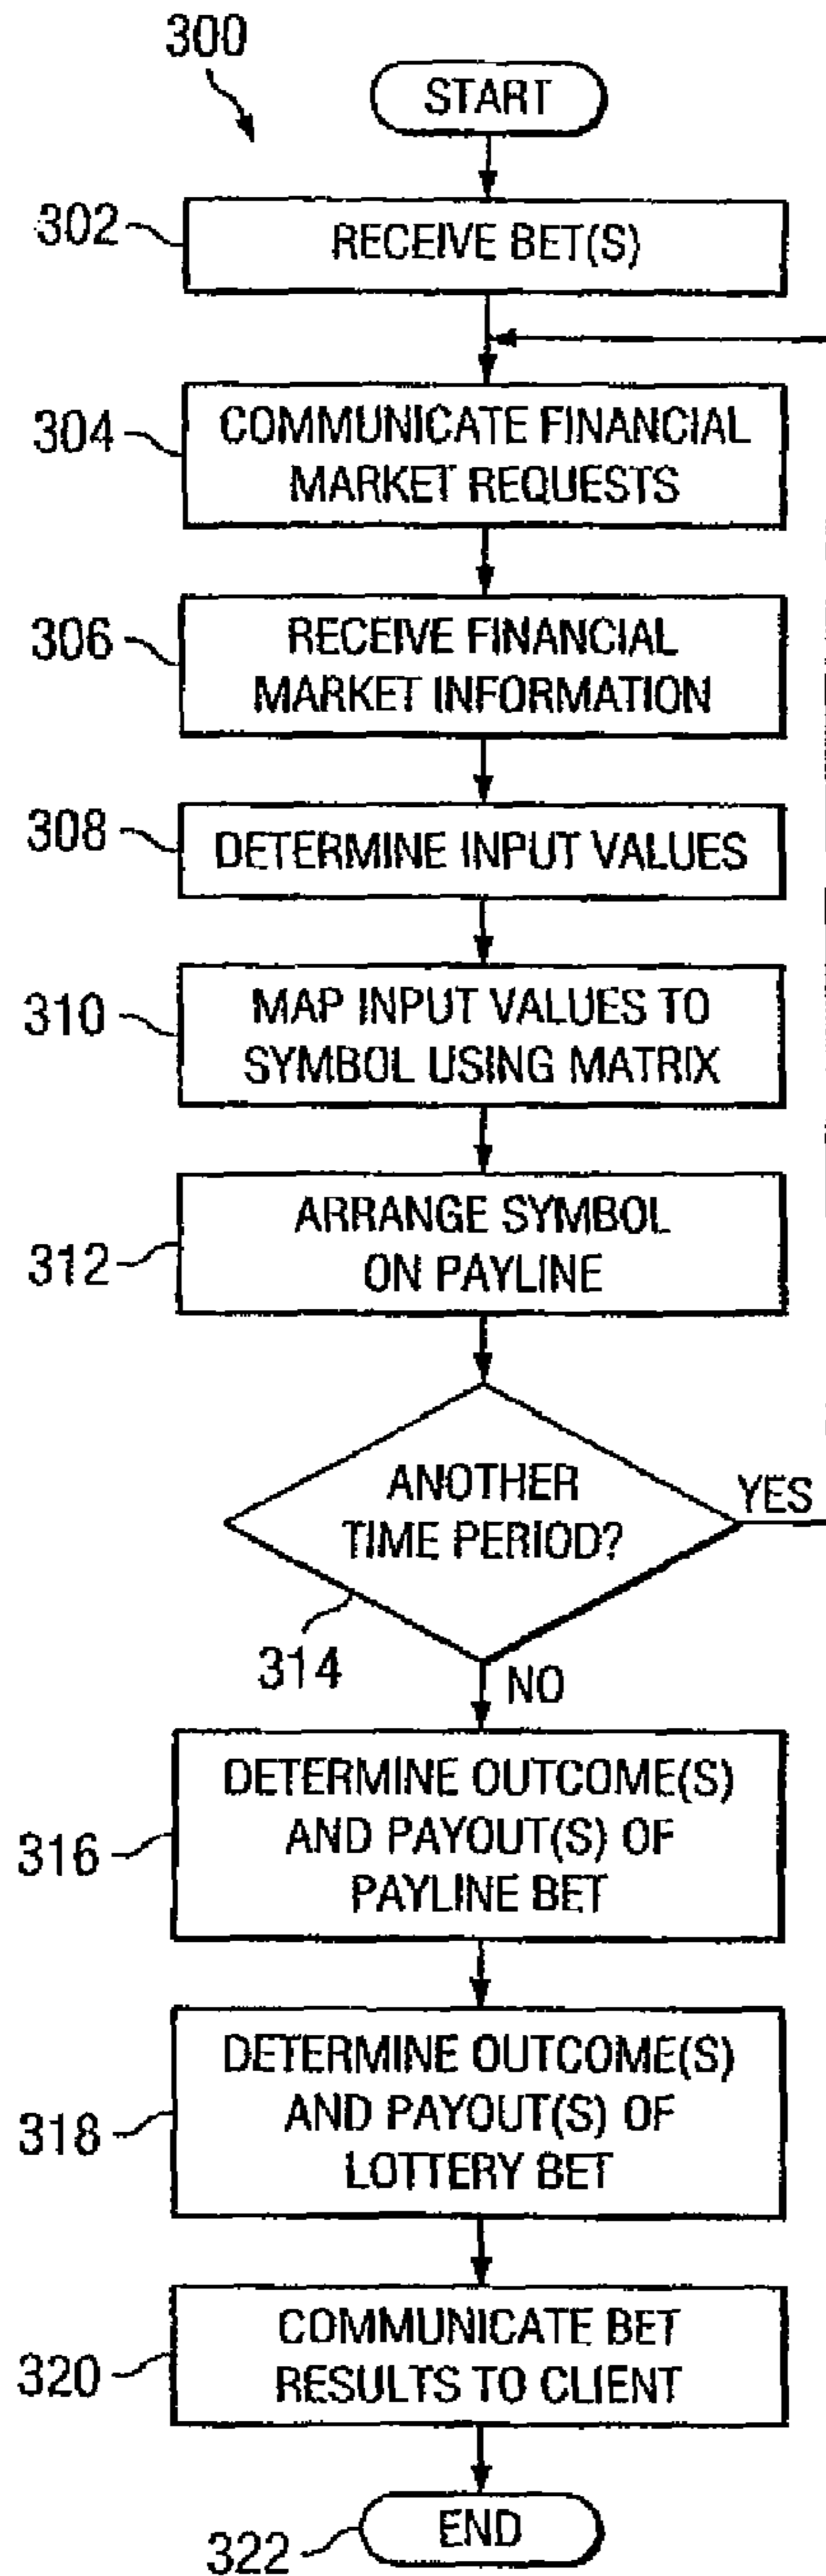 300
START
302
RECEIVE BET(S)
304
COMMUNICATE FINANCIAL
MARKET REQUESTS
306
RECEIVE FINANCIAL
MARKET INFORMATION
308
DETERMINE INPUT VALUES
310
MAP INPUT VALUES TO
SYMBOL USING MATRIX
312
ARRANGE SYMBOL
ON PAYLINE
ANOTHER
TIME PERIOD?
YES
314
NO
316
DETERMINE OUTCOME(S)
AND PAYOUT(S) OF
PAYLINE BET
318
DETERMINE OUTCOME(S)
AND PAYOUT(S) OF
LOTTERY BET
320
COMMUNICATE BET
RESULTS TO CLIENT
322
END